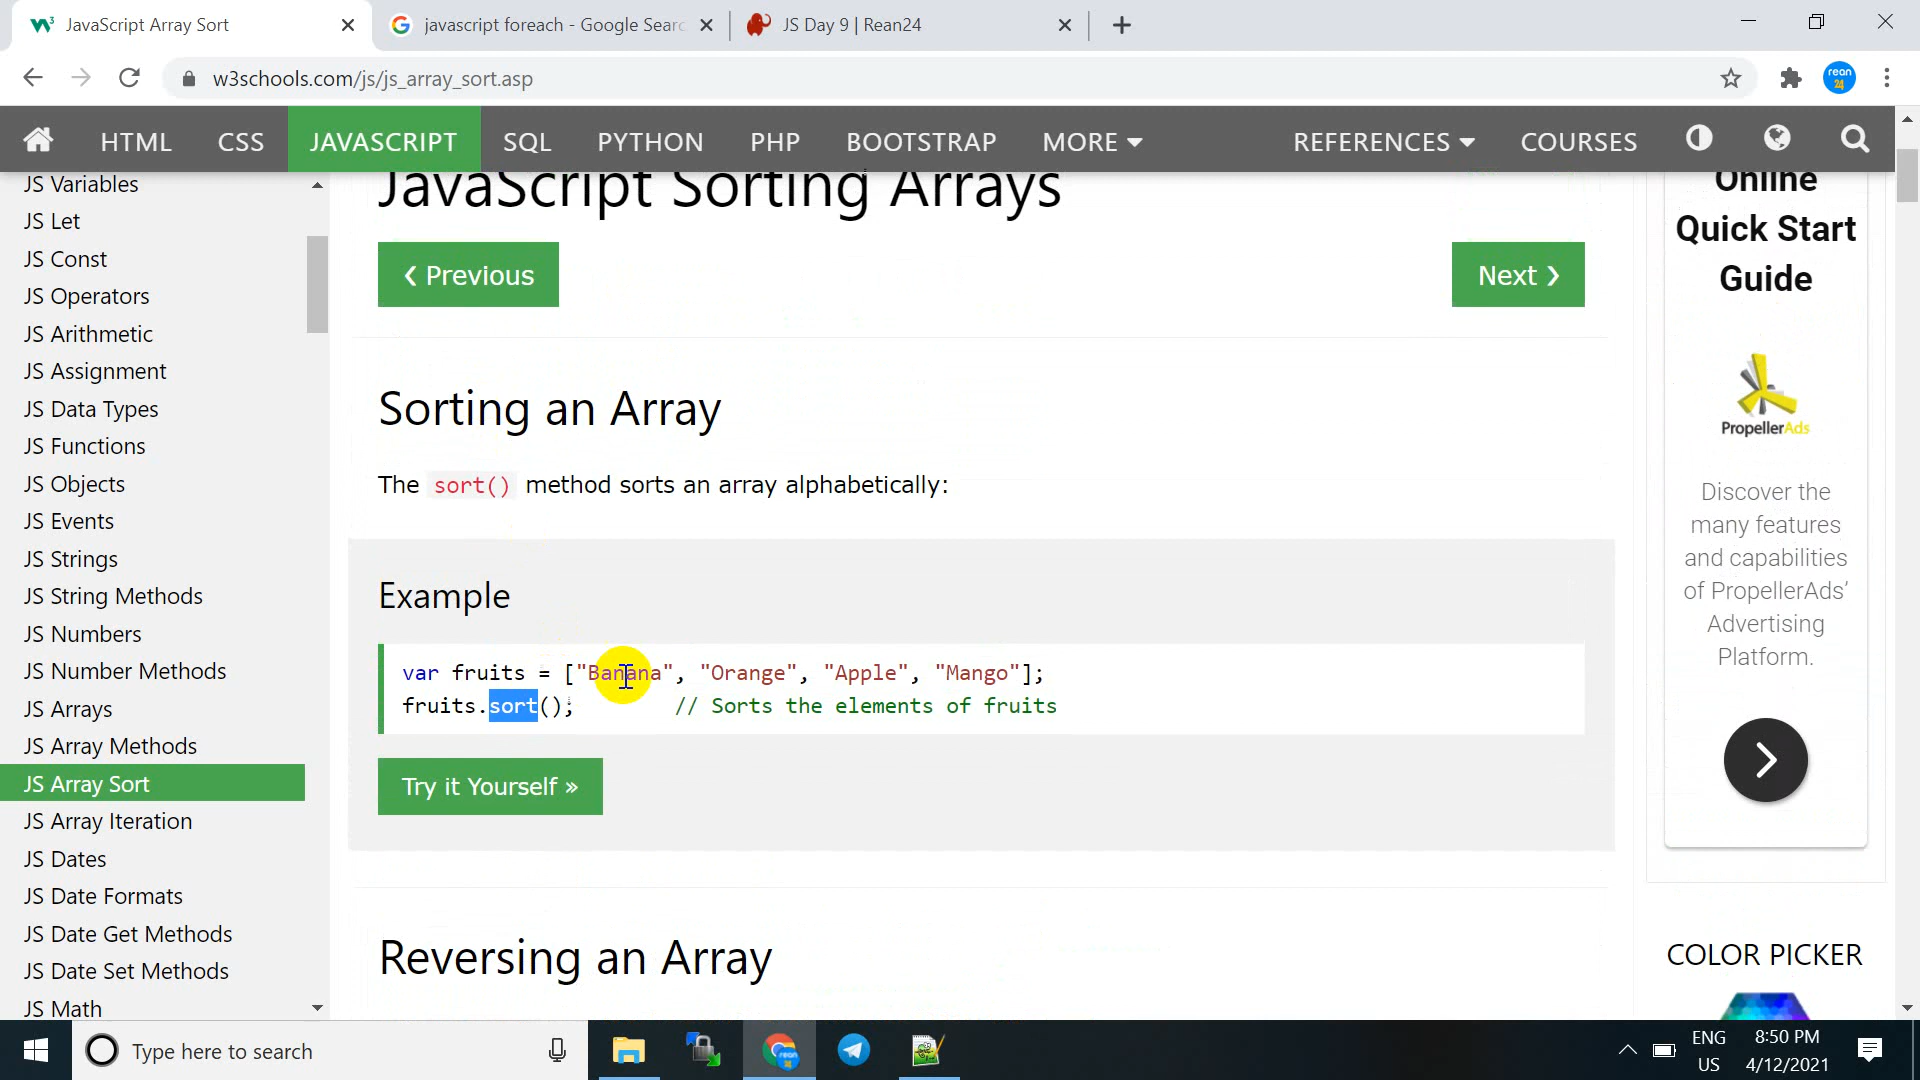 JavaScript Array Sort
javascript foreach - Google Searc
JS Day 9 | Rean24
w3schools.com/js/js_array_sort.asp
rean
24
HTML
CSS
JAVASCRIPT
SQL
PYTHON
PHP
BOOTSTRAP
MORE
REFERENCES
COURSES
JS Variables
JS Let
JS Const
JS Operators
JS Arithmetic
JS Assignment
JS Data Types
JS Functions
JS Objects
JS Events
JS Strings
JS String Methods
JS Numbers
JS Number Methods
JS Arrays
JS Array Methods
JS Array Sort
JS Array Iteration
JS Dates
JS Date Formats
JS Date Get Methods
JS Date Set Methods
JS Math
JavaScript Sorting Arrays
❮ Previous
Next ❯
Sorting an Array
The sort() method sorts an array alphabetically:
Example
var fruits = ["Banana", "Orange", "Apple", "Mango"];
fruits.sort();        // Sorts the elements of fruits
Try it Yourself »
Reversing an Array
Online
Quick Start
Guide
PropellerAds
Discover the
many features
and capabilities
of PropellerAds’
Advertising
Platform.
COLOR PICKER
Type here to search
rean
24
ENG
US
8:50 PM
4/12/2021